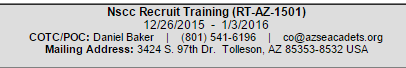 Nscc Recruit Training (RT-AZ-1501)
12/26/2015 - 1/3/2016
COTC/POC: Daniel Baker | (801) 541-6196 | co@azseacadets.org
Mailing Address: 3424 S. 97th Dr. Tolleson, AZ 85353-8532 USA